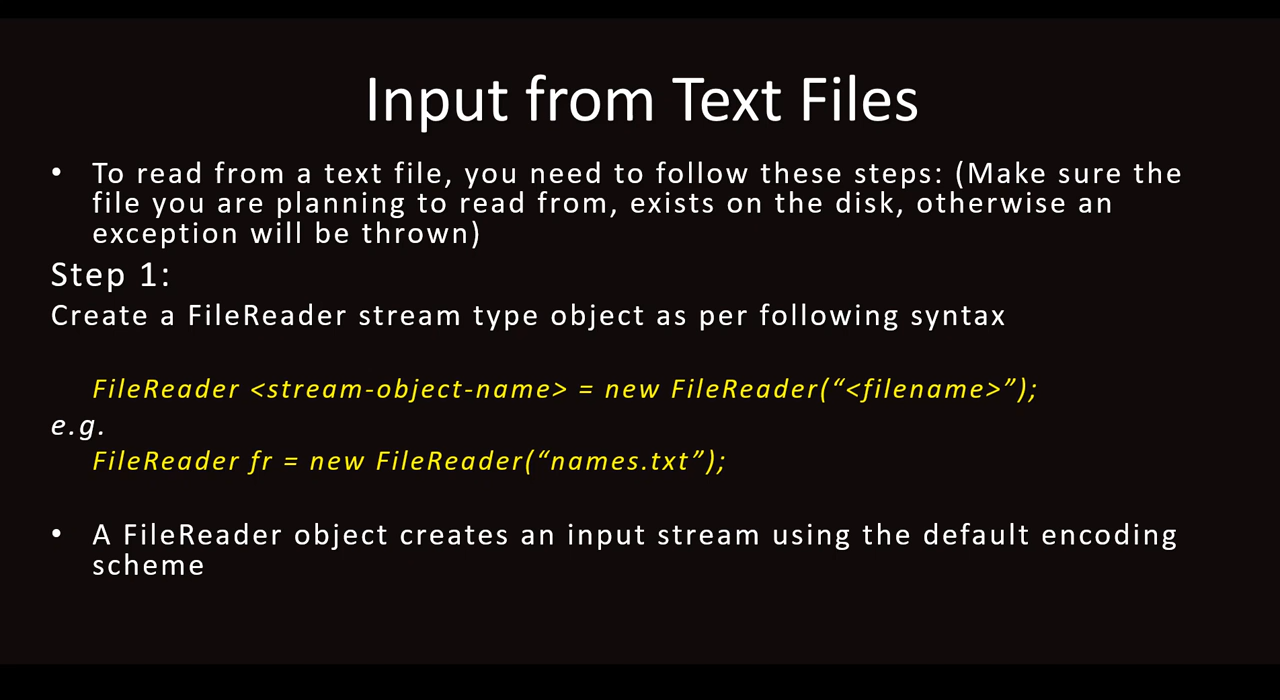 Input from Text Files
• To read from a text file, you need to follow these steps: (Make sure the
file you are planning to read from, exists on the disk, otherwise an
exception will be thrown)
Step 1:
Create a FileReader stream type object as per following syntax
FileReader <stream-object-name> = new FileReader(“<filename>”);
e.g.
FileReader fr = new FileReader(“names.txt”);
• A FileReader object creates an input stream using the default encoding
scheme